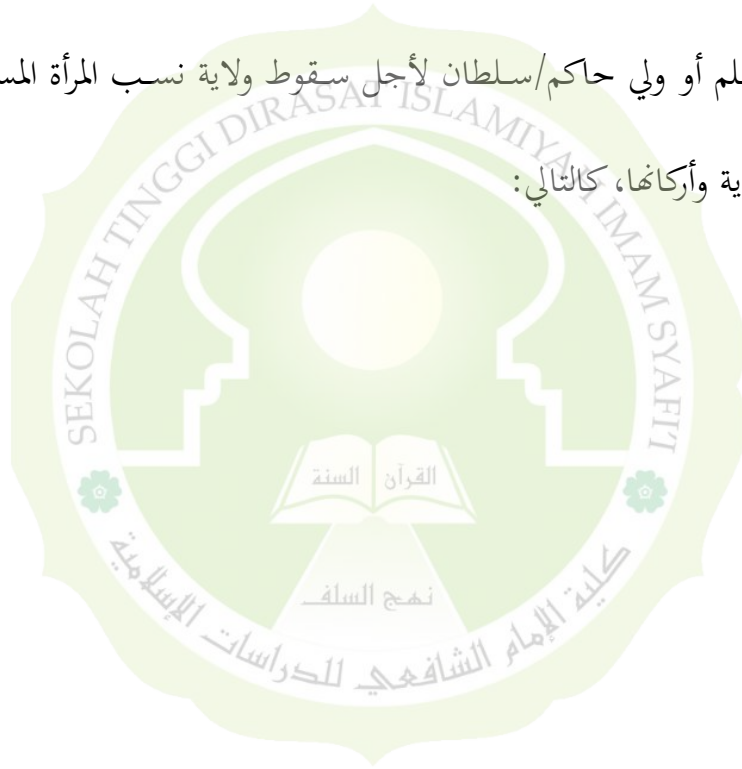 لم أو ولي حاكم/سلطان لأجل سقوط ولاية نسب المرأة المس
ية وأركانها، كالتالي:
SEKOLAH TINGGI DIRASAT ISLAMIYAH IMAM SYAFI'I
القرآن السنة
نهج السلف
كلية الإمام الشافعي للدراسات الإسلامية